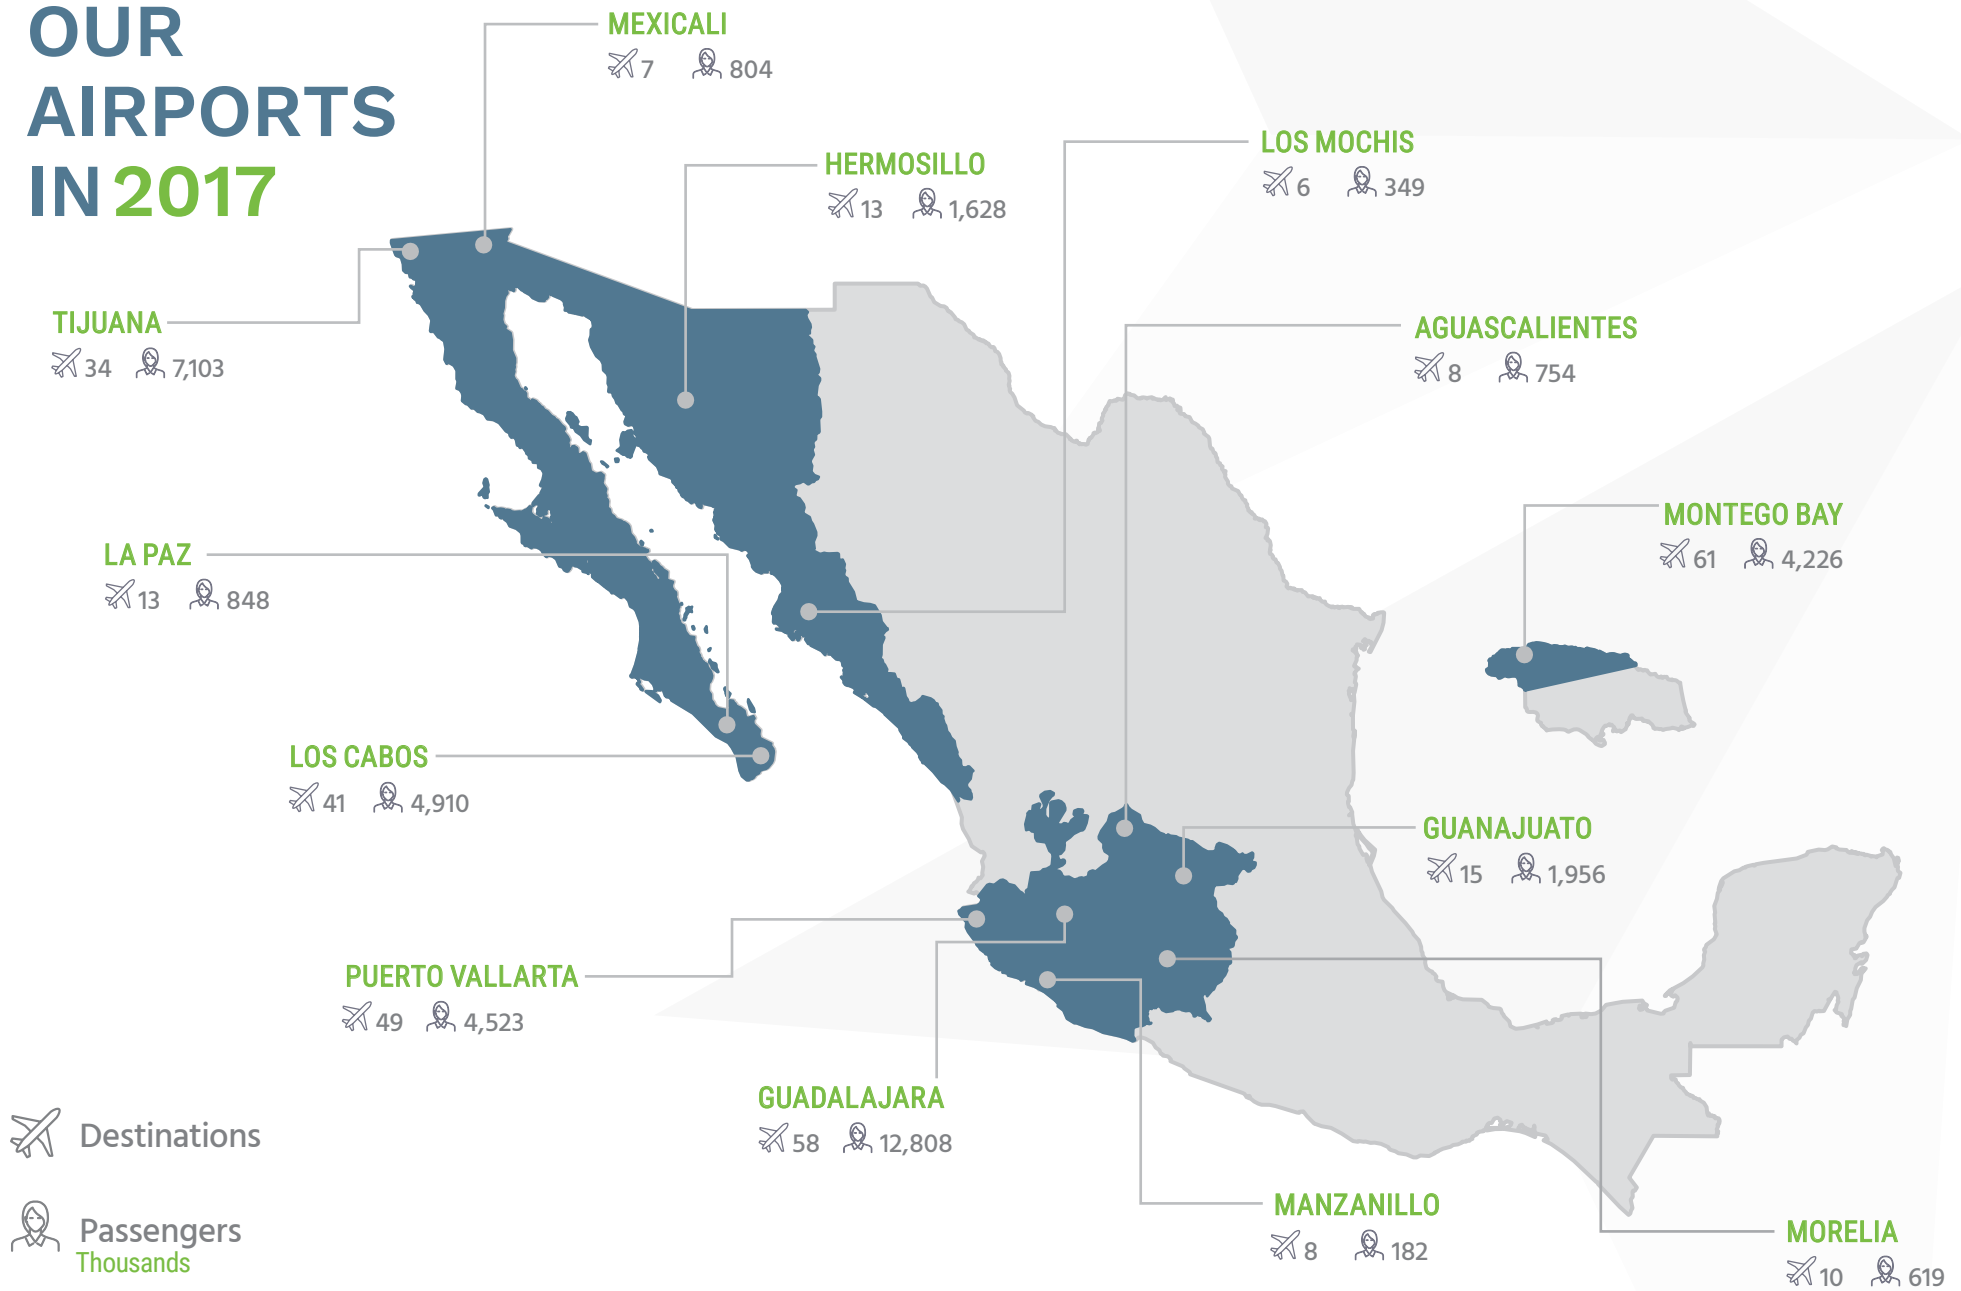 OUR
AIRPORTS
IN 2017
MEXICALI
7 804
HERMOSILLO
13 1,628
LOS MOCHIS
6 349
TIJUANA
34 7,103
AGUASCALIENTES
8 754
MONTEGO BAY
61 4,226
LA PAZ
13 848
LOS CABOS
41 4,910
GUANAJUATO
15 1,956
PUERTO VALLARTA
49 4,523
GUADALAJARA
58 12,808
MANZANILLO
8 182
MORELIA
10 619
Destinations
Passengers
Thousands